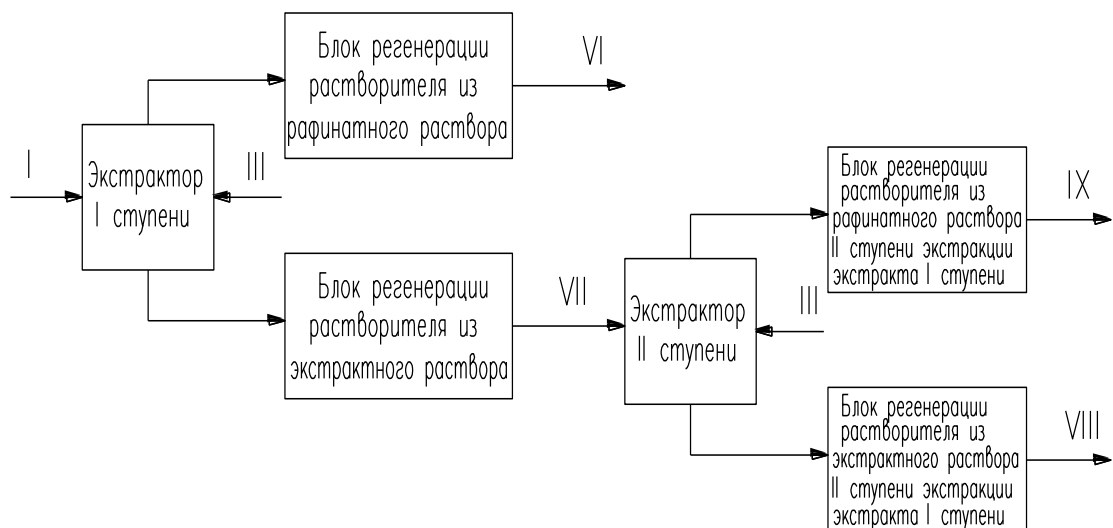 Блок регенерации
растворителя из
рафинатного раствора
VI
I
Экстрактор
I ступени
III
Блок регенерации
растворителя из
экстрактного раствора
VII
Экстрактор
II ступени
III
Блок регенерации
растворителя из
рафинатного раствора
II ступени экстракции
экстракта I ступени
IX
Блок регенерации
растворителя из
экстрактного раствора
II ступени экстракции
экстракта I ступени
VIII